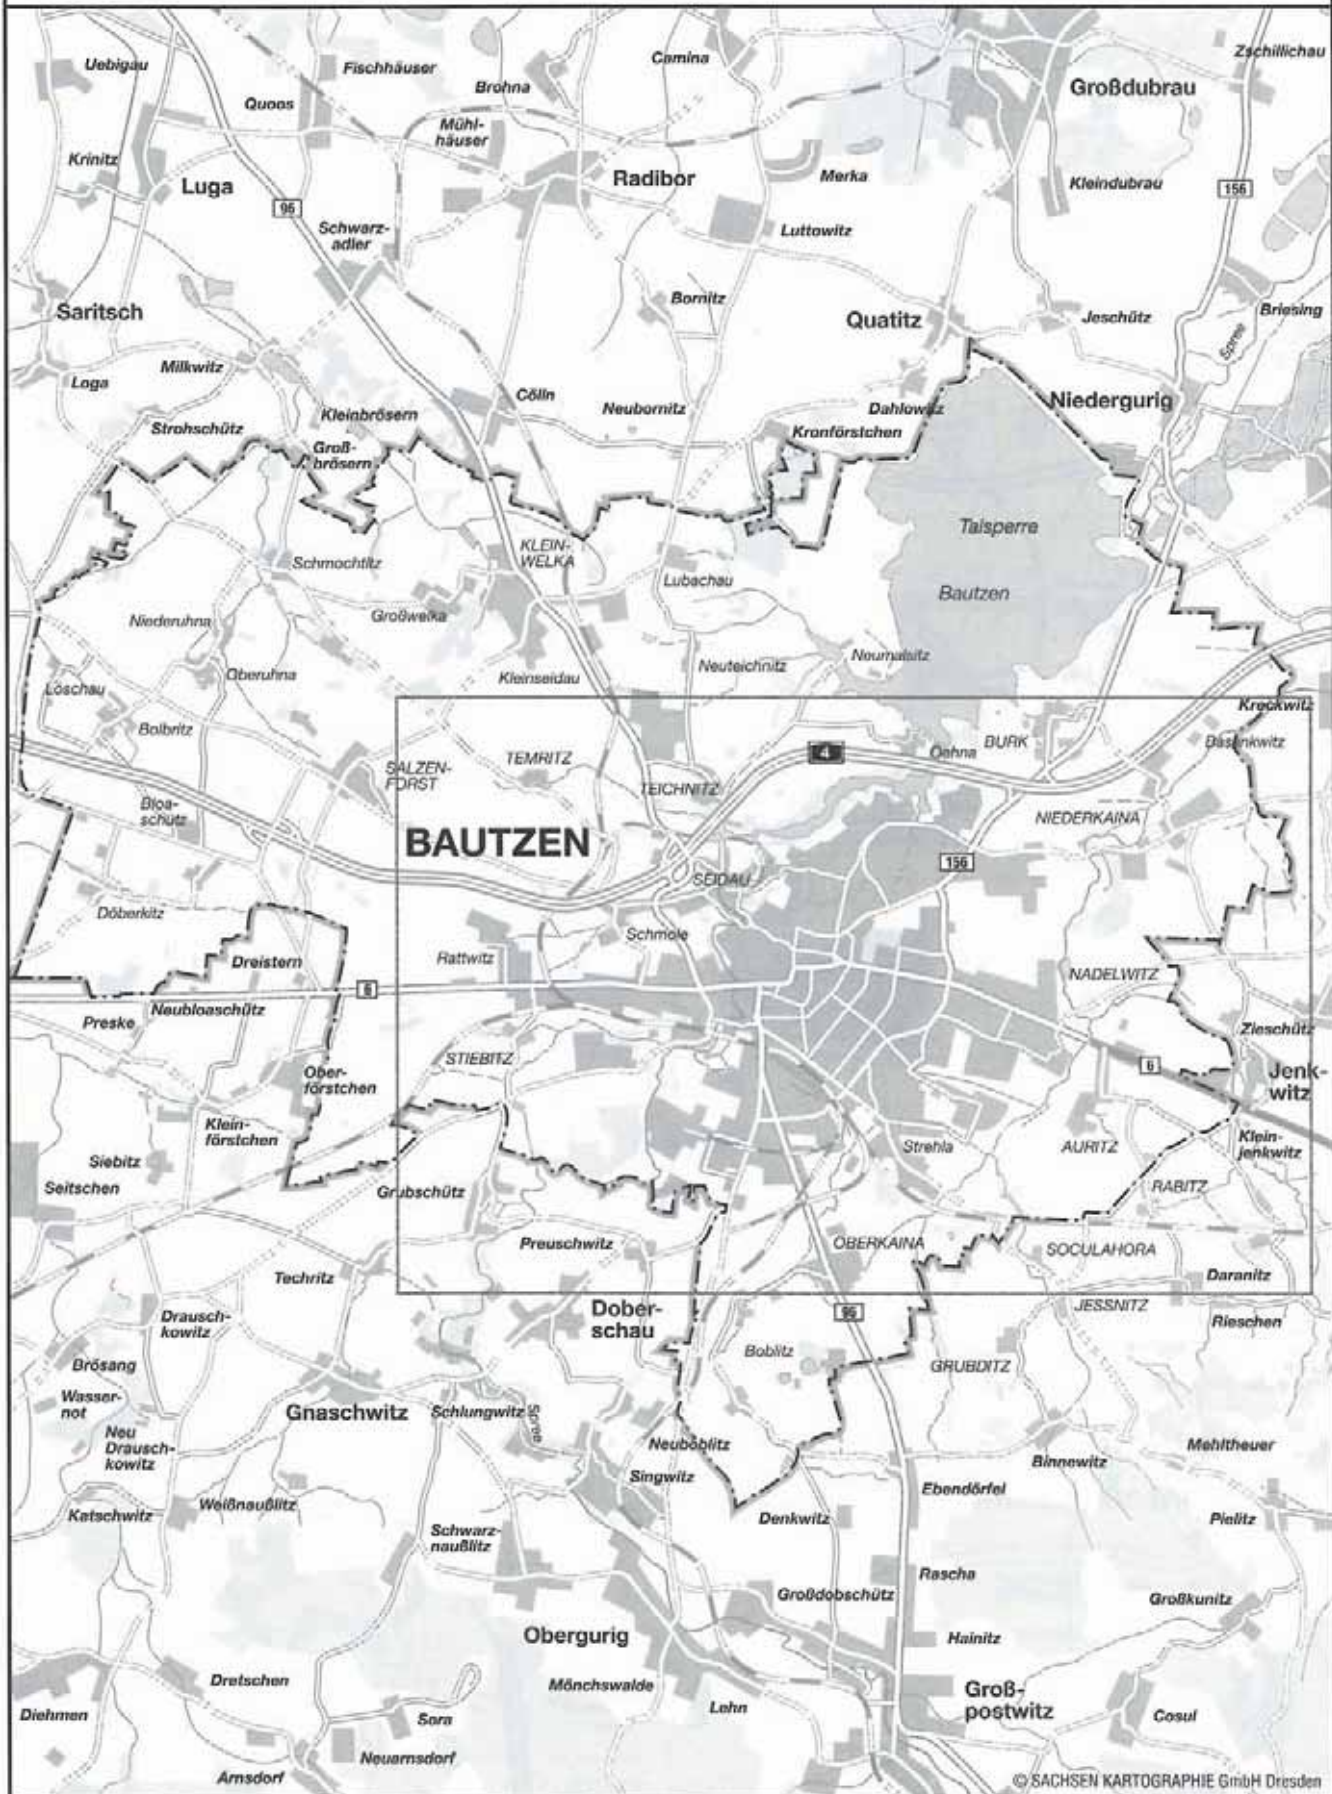 Uebigau
Fischhäuser
Quoos
Brohna
Camina
Zschillichau
Großdubrau
Mühl-
häuser
Krinitz
Luga
96
Radibor
Merka
Kleindubrau
156
Schwarz-
adler
Luttowitz
Saritsch
Bornitz
Quatitz
Jeschütz
Briesing
Spree
Milkwitz
Loga
Cölln
Neubornitz
Dahlowitz
Niedergurig
Kleinbrösern
Strohschütz
Kronförstchen
Groß-
brösern
Talsperre
Bautzen
KLEIN-
WELKA
Schmochtitz
Lubachau
Großwelka
Niederuhna
Oberuhna
Kleinseidau
Neuteichnitz
Neumalsitz
Löschau
Bolbritz
Kreckwitz
Basankwitz
BURK
Oehna
4
TEMRITZ
SALZEN-
FORST
TEICHNITZ
Bloa-
schütz
NIEDERKAINA
BAUTZEN
156
SEIDAU
Döberkitz
Schmole
Dreistern
Rattwitz
NADELWITZ
6
Neubloaschütz
Preske
Zieschütz
STIEBITZ
6
Jenk-
witz
Ober-
förstchen
Klein-
förstchen
Strehla
AURITZ
Klein-
jenkwitz
Siebitz
Seitschen
Grubschütz
RABITZ
Preuschwitz
OBERKAINA
SOCULAHORA
Techritz
Daranitz
Drausch-
kowitz
Dober-
schau
96
JESSNITZ
Rieschen
Brösang
Boblitz
GRUBDITZ
Wasser-
not
Gnaschwitz
Schlungwitz
Spree
Neu
Drausch-
kowitz
Neuboblitz
Singwitz
Binnewitz
Mehltheuer
Ebendörfel
Katschwitz
Weißnaußlitz
Denkwitz
Pielitz
Schwarz-
naußlitz
Rascha
Großdobschütz
Großkunitz
Obergurig
Hainitz
Dretschen
Mönchswalde
Groß-
postwitz
Diehmen
Sora
Lehn
Cosul
Neuarnsdorf
Arnsdorf
© SACHSEN KARTOGRAPHIE GmbH Dresden